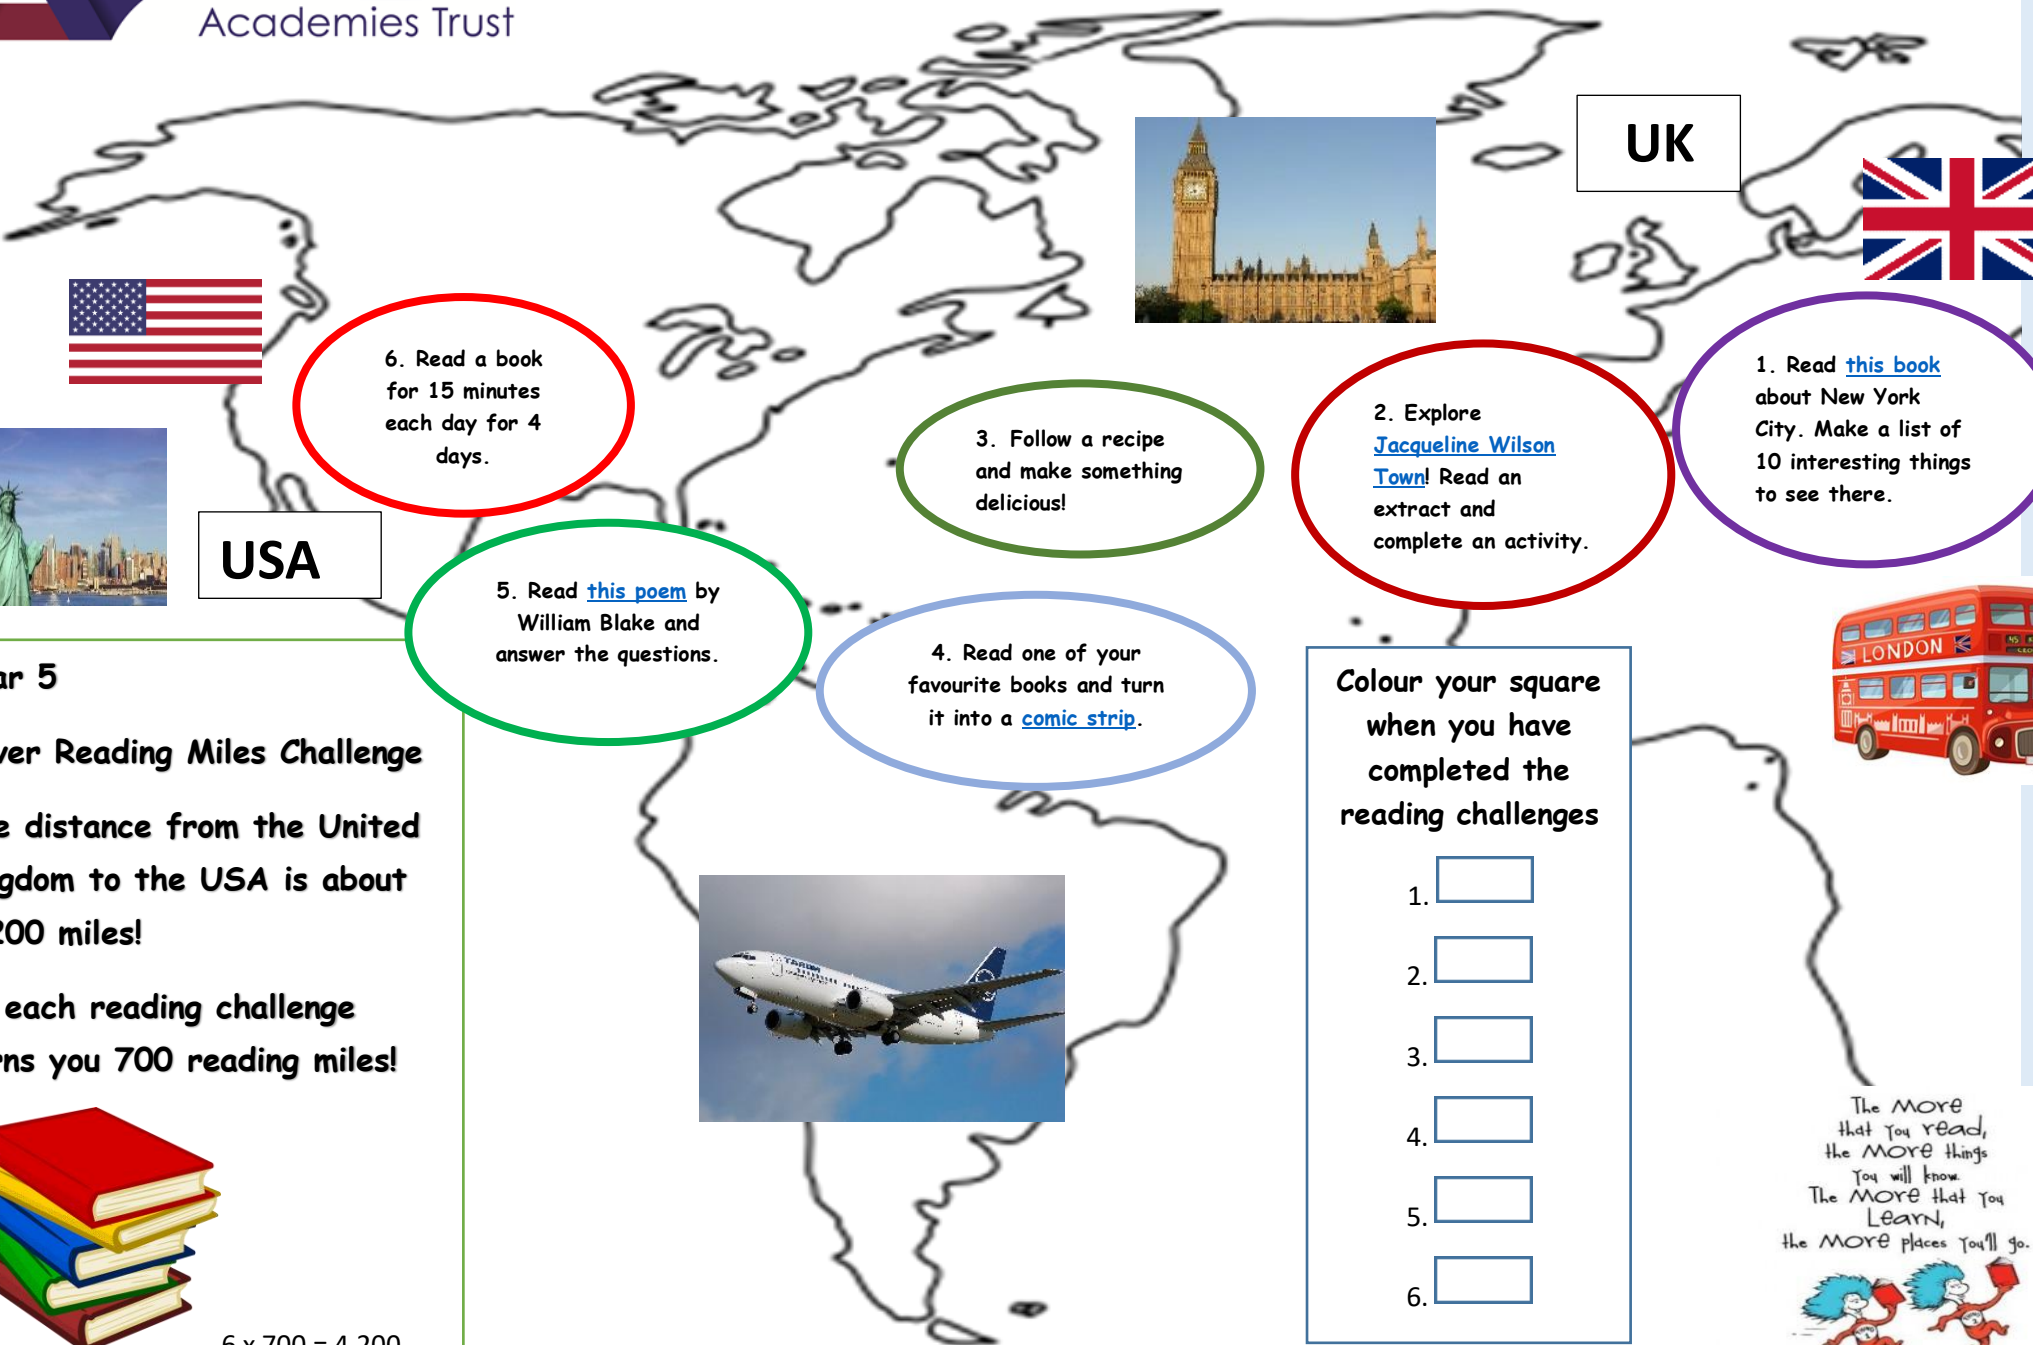 Academies Trust
UK
1. Read this book
about New York
City. Make a list of
10 interesting things
to see there.
2. Explore
Jacqueline Wilson
Town! Read an
extract and
complete an activity.
3. Follow a recipe
and make something
delicious!
4. Read one of your
favourite books and turn
it into a comic strip.
5. Read this poem by
William Blake and
answer the questions.
6. Read a book
for 15 minutes
each day for 4
days.
USA
LONDON
ar 5
ver Reading Miles Challenge
e distance from the United
gdom to the USA is about
200 miles!
each reading challenge
rns you 700 reading miles!
6 x 700 = 4,200
TAROM
Colour your square
when you have
completed the
reading challenges
1.
2.
3.
4.
5.
6.
The more
that you read,
the more things
you will know.
The more that you
Learn,
the more places you'll go.